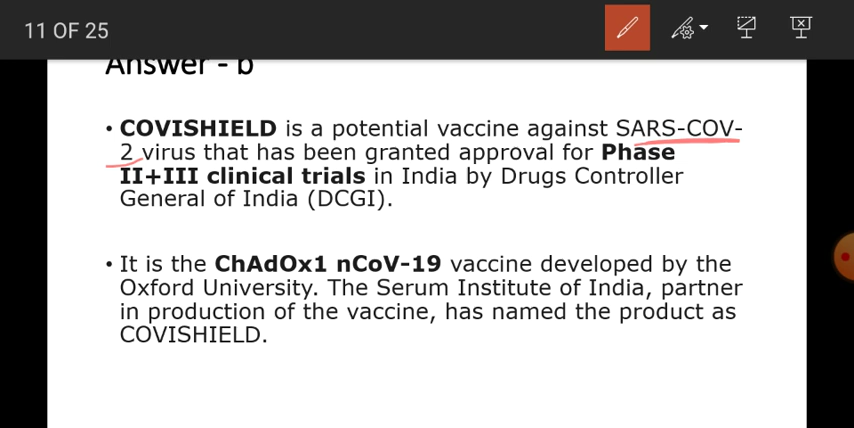 11 OF 25
Answer - b
• COVISHIELD is a potential vaccine against SARS-COV-
2 virus that has been granted approval for Phase
II+III clinical trials in India by Drugs Controller
General of India (DCGI).
• It is the ChAdOx1 nCoV-19 vaccine developed by the
Oxford University. The Serum Institute of India, partner
in production of the vaccine, has named the product as
COVISHIELD.